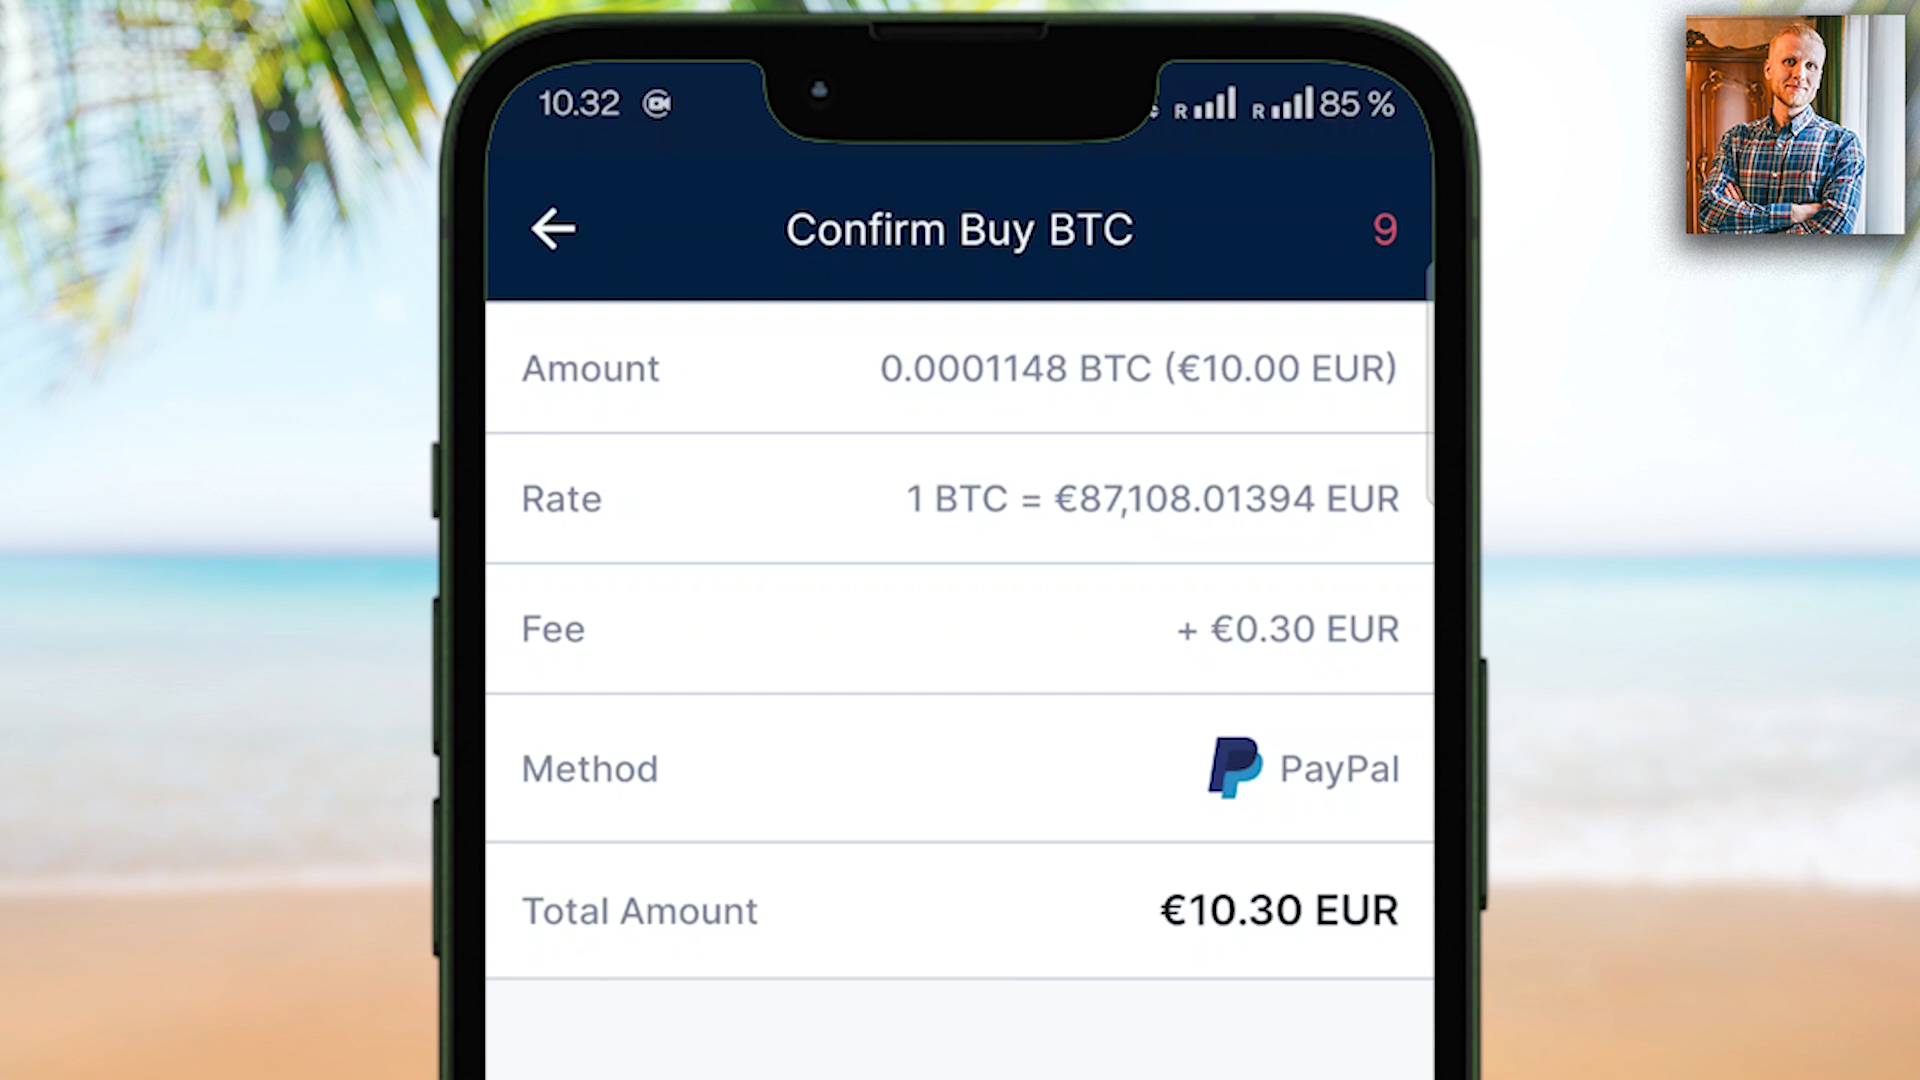 10.32 R R 85 %
Confirm Buy BTC 9
Amount 0.0001148 BTC (€10.00 EUR)
Rate 1 BTC = €87,108.01394 EUR
Fee + €0.30 EUR
Method PayPal
Total Amount €10.30 EUR